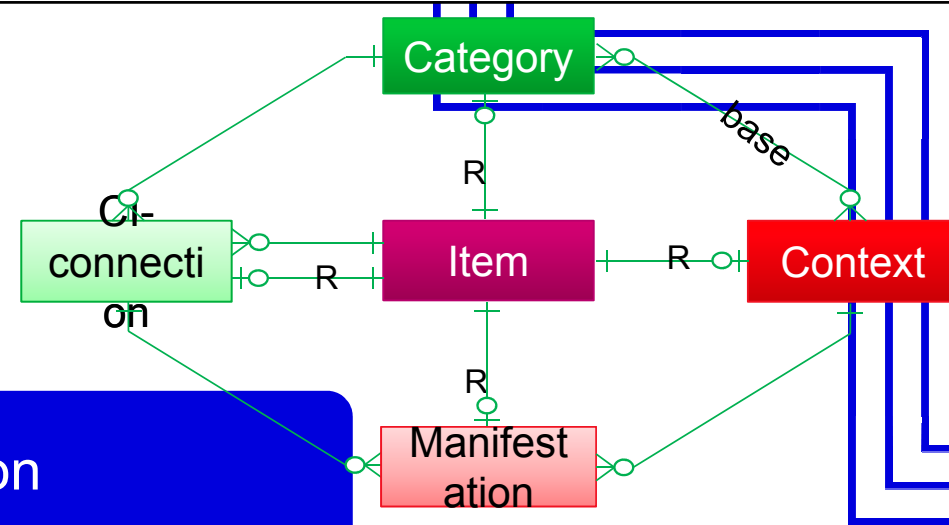 Category
base
R
CI-
connecti
on
R
Item
R
Context
R
Manifest
ation
on